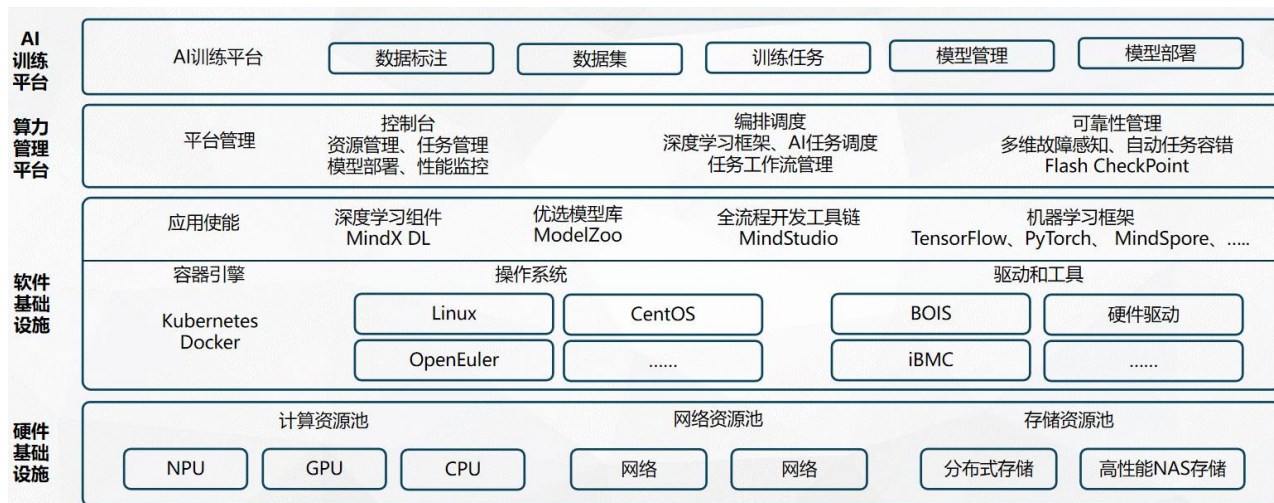 AI
训练
平台
AI训练平台
数据标注
数据集
训练任务
模型管理
模型部署
算力
管理
平台
平台管理
控制台
资源管理、任务管理
模型部署、性能监控
编排调度
深度学习框架、AI任务调度
任务工作流管理
可靠性管理
多维故障感知、自动任务容错
Flash CheckPoint
软件
基础
设施
应用使能
深度学习组件
MindX DL
优选模型库
ModelZoo
全流程开发工具链
MindStudio
机器学习框架
TensorFlow、PyTorch、 MindSpore、.....
容器引擎
Kubernetes
Docker
操作系统
Linux
CentOS
OpenEuler
......
驱动和工具
BOIS
硬件驱动
iBMC
......
硬件
基础
设施
计算资源池
NPU
GPU
CPU
网络资源池
网络
网络
存储资源池
分布式存储
高性能NAS存储